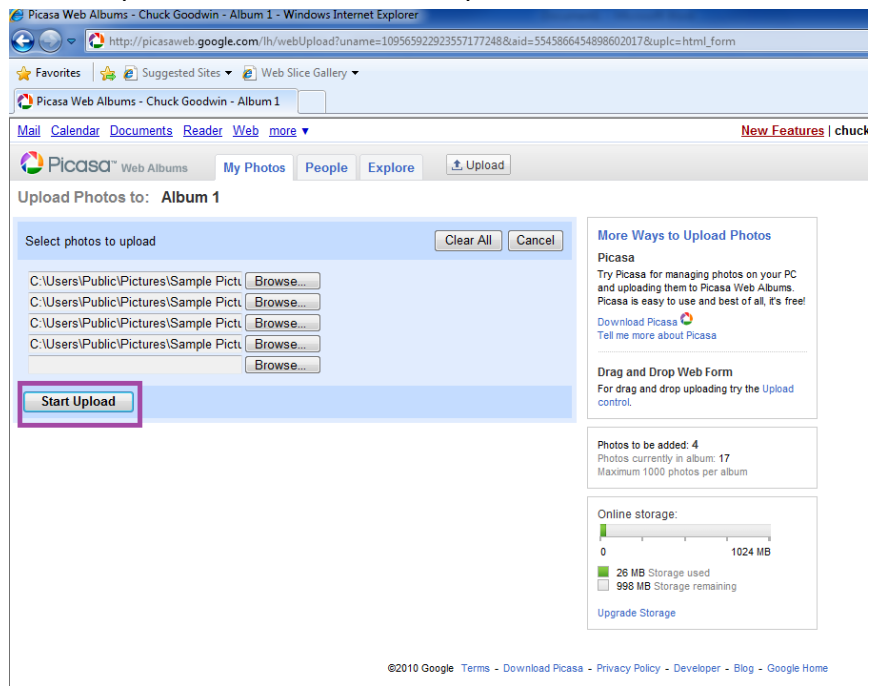 Picasa Web Albums - Chuck Goodwin - Album 1 - Windows Internet Explorer
http://picasaweb.google.com/lh/webUpload?uname=109565922923557177248&aid=5545866454898602017&uplc=html_form
Favorites Suggested Sites Web Slice Gallery
Picasa Web Albums - Chuck Goodwin - Album 1
Mail Calendar Documents Reader Web more New Features | chuck
Picasa™ Web Albums My Photos People Explore Upload
Upload Photos to: Album 1
Select photos to upload Clear All Cancel
C:\Users\Public\Pictures\Sample Pictu Browse...
C:\Users\Public\Pictures\Sample Pictu Browse...
C:\Users\Public\Pictures\Sample Pictu Browse...
C:\Users\Public\Pictures\Sample Pictu Browse...
Browse...
Start Upload
More Ways to Upload Photos
Picasa
Try Picasa for managing photos on your PC
and uploading them to Picasa Web Albums.
Picasa is easy to use and best of all, it's free!
Download Picasa
Tell me more about Picasa
Drag and Drop Web Form
For drag and drop uploading try the Upload
control.
Photos to be added: 4
Photos currently in album: 17
Maximum 1000 photos per album
Online storage:
0 1024 MB
26 MB Storage used
998 MB Storage remaining
Upgrade Storage
©2010 Google Terms - Download Picasa - Privacy Policy - Developer - Blog - Google Home